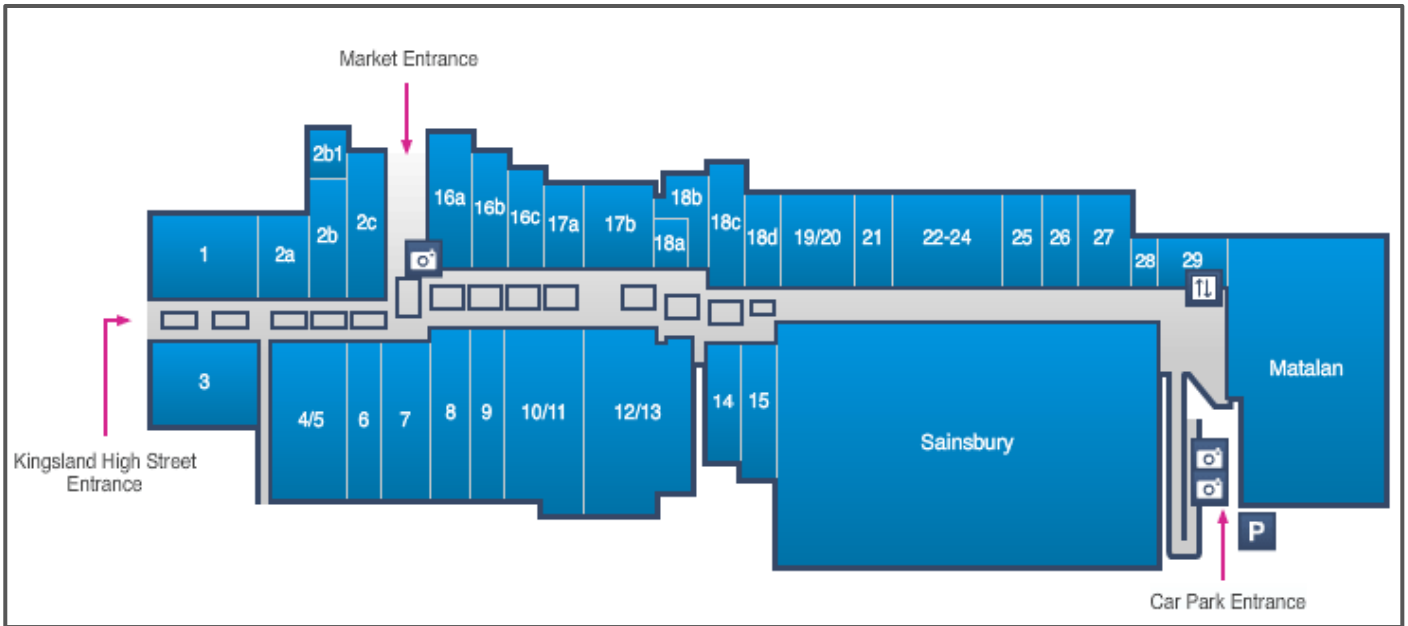 Market Entrance
2b1
2c
16a
16b
16c
17a
17b
18b
18a
18c
18d
19/20
21
22-24
25
26
27
28
29
1
2a
2b
3
4/5
6
7
8
9
10/11
12/13
14
15
Sainsbury
Matalan
Kingsland High Street
Entrance
P
Car Park Entrance